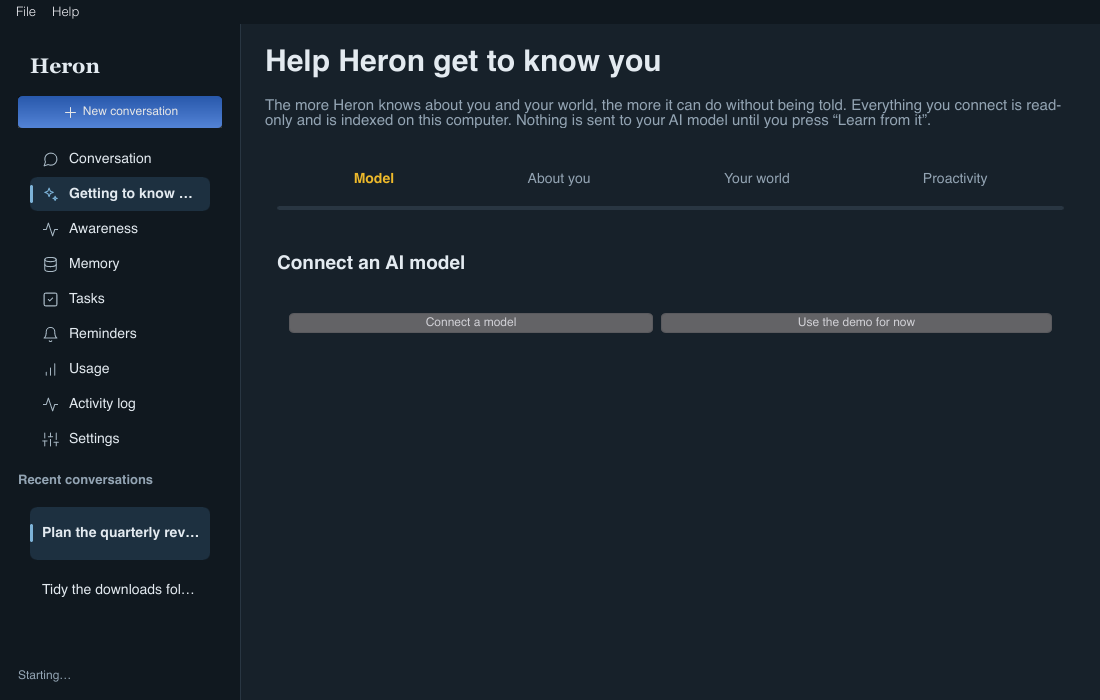 File Help
Heron
New conversation
Conversation
Getting to know ...
Awareness
Memory
Tasks
Reminders
Usage
Activity log
Settings
Recent conversations
Plan the quarterly rev...
Tidy the downloads fol...
Starting...
Help Heron get to know you
The more Heron knows about you and your world, the more it can do without being told. Everything you connect is read-
only and is indexed on this computer. Nothing is sent to your AI model until you press “Learn from it”.
Model About you Your world Proactivity
Connect an AI model
Connect a model Use the demo for now